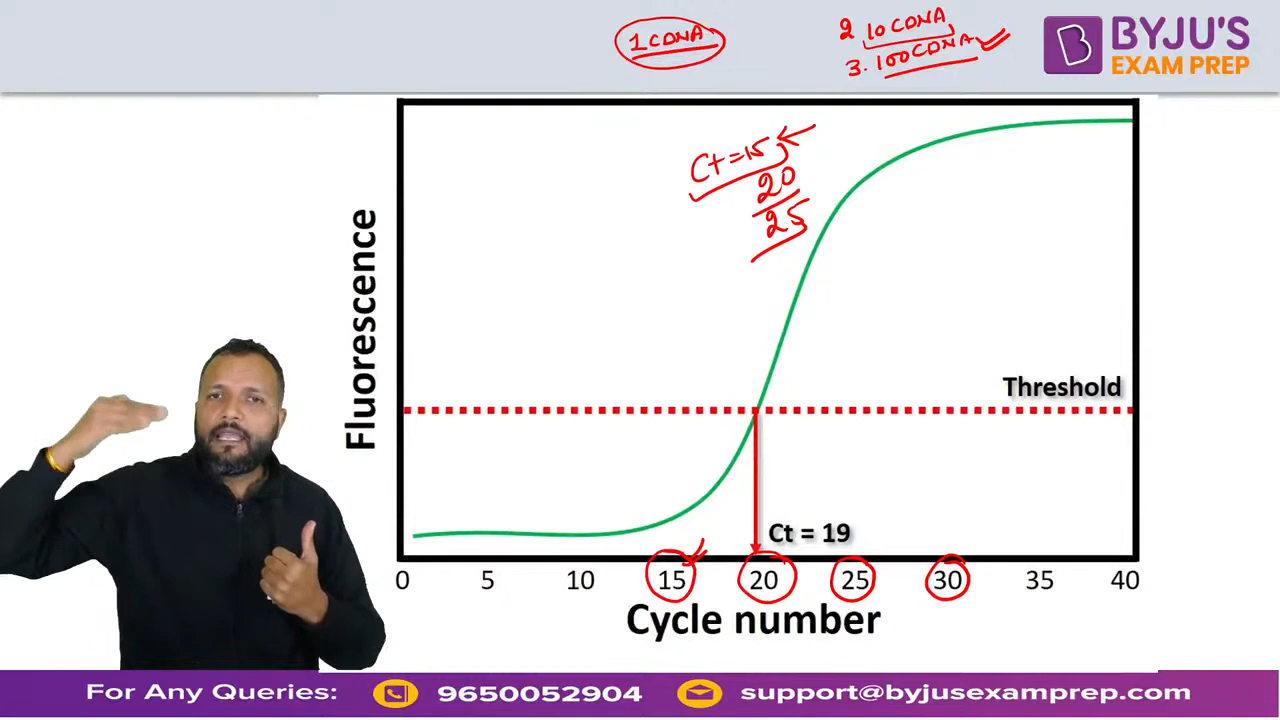 1 CDNA
2 10 CDNA
3. 100 CDNA
BYJU'S
EXAM PREP
Ct = 15
20
25
Fluorescence
Threshold
Ct = 19
0 5 10 15 20 25 30 35 40
Cycle number
For Any Queries: 9650052904 support@byjusexamprep.com